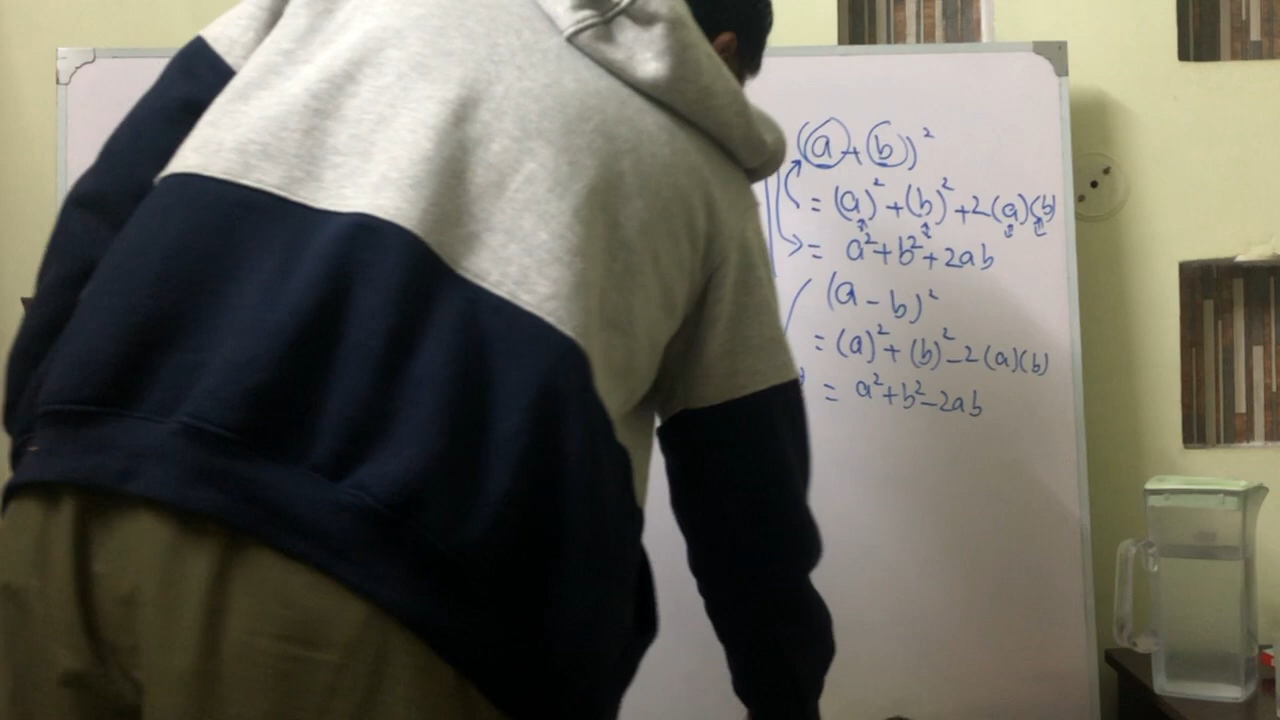 (a+b)²
= (a)²+(b)²+2(a)(b)
= a²+b²+2ab
(a-b)²
= (a)²+(b)²-2(a)(b)
= a²+b²-2ab